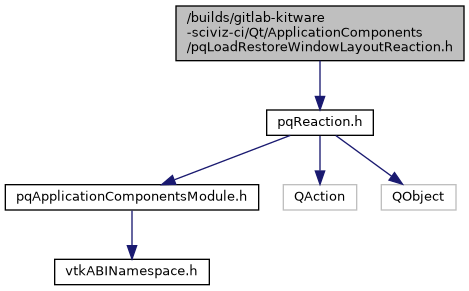 /builds/gitlab-kitware
-sciviz-ci/Qt/ApplicationComponents
/pqLoadRestoreWindowLayoutReaction.h
pqReaction.h
pqApplicationComponentsModule.h
QAction
QObject
vtkABINamespace.h